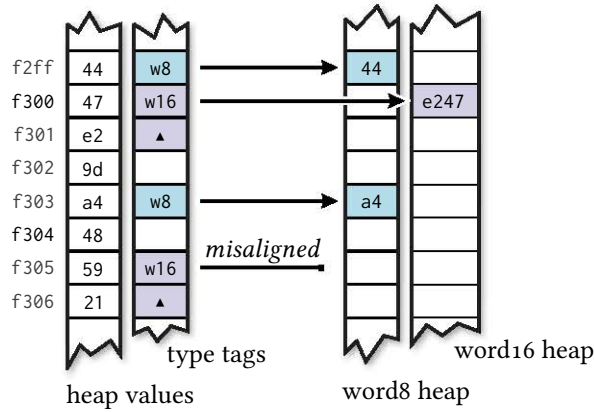 f2ff 44 w8 44
f300 47 w16 e247
f301 e2 ▲
f302 9d
f303 a4 w8 a4
f304 48
misaligned
f305 59 w16
f306 21 ▲
type tags
word16 heap
heap values
word8 heap